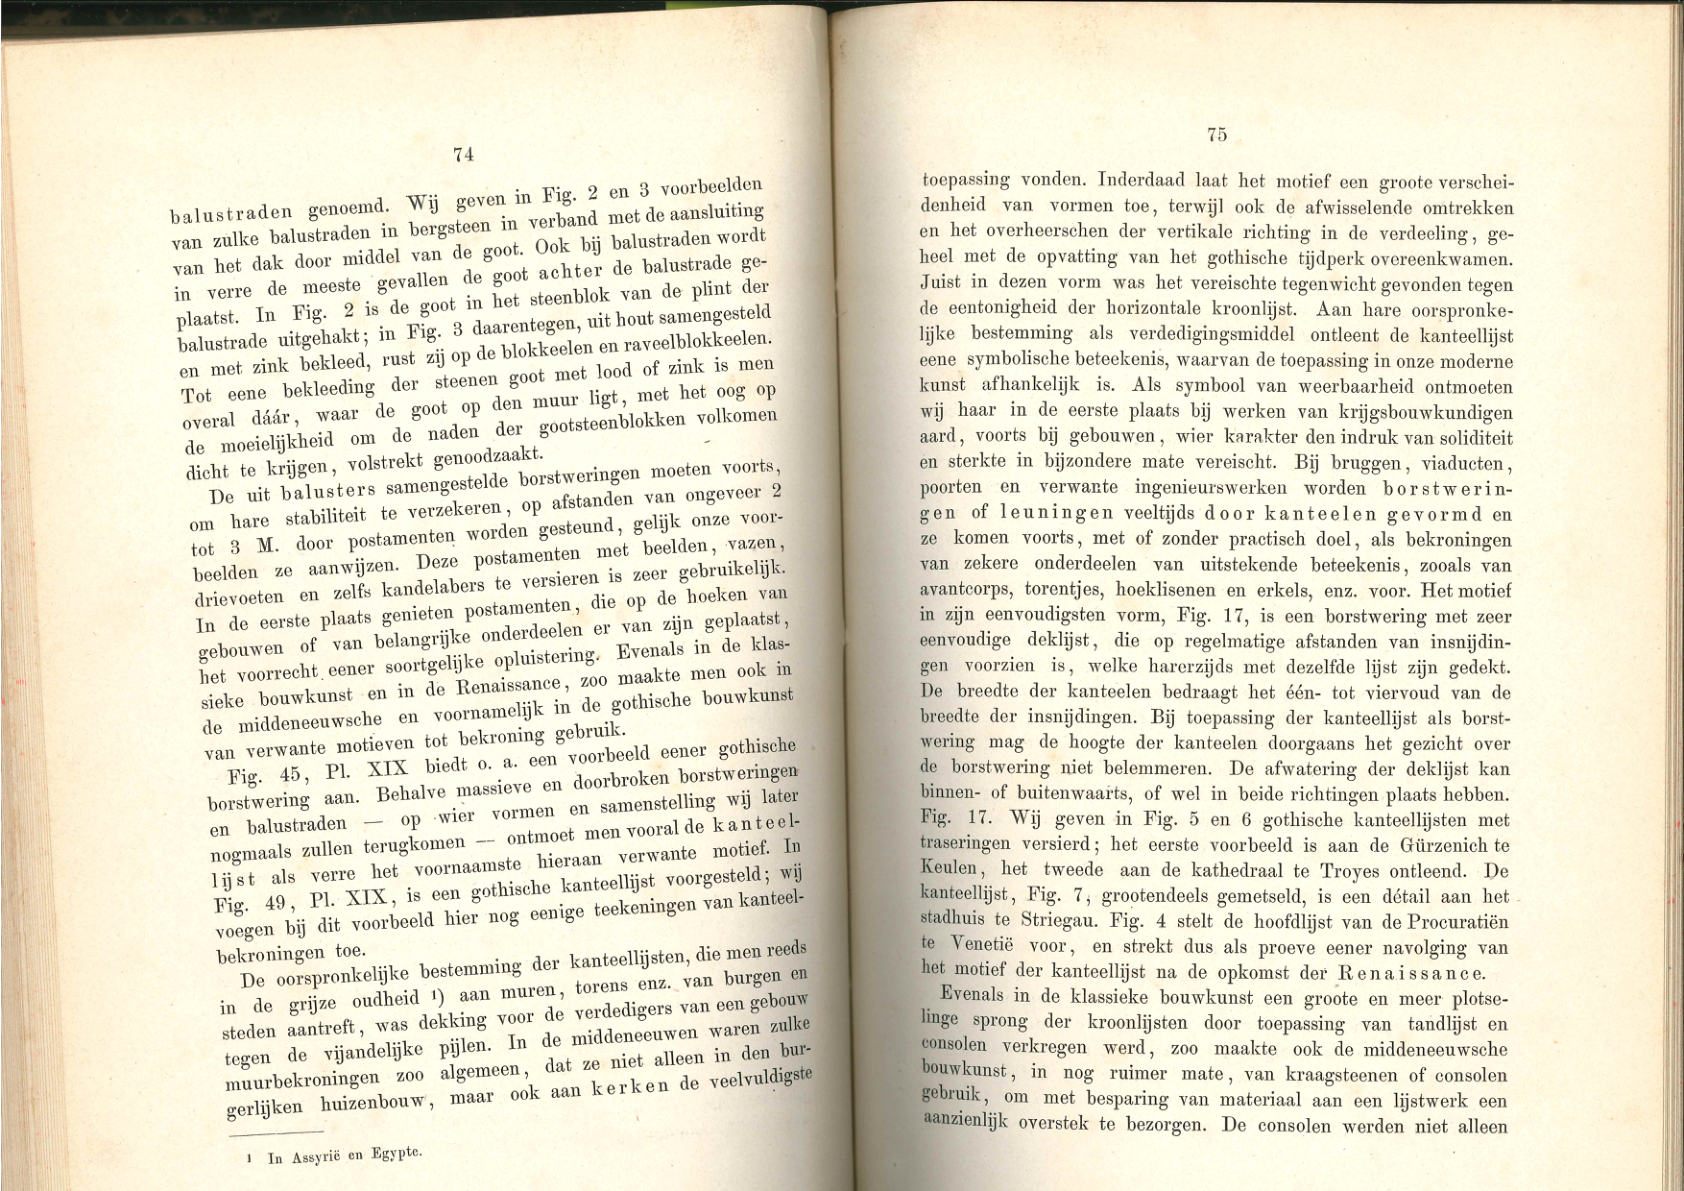 74
balustraden genoemd. Wij geven in Fig. 2 en 3 voorbeelden
van zulke balustraden in bergsteen in verband met de aansluiting
van het dak door middel van de goot. Ook bij balustraden wordt
in verre de meeste gevallen de goot achter de balustrade ge-
plaatst. In Fig. 2 is de goot in het steenblok van de plint der
balustrade uitgehakt; in Fig. 3 daarentegen, uit hout samengesteld
en met zink bekleed, rust zij op de blokkeelen en raveelblokkeelen.
Tot eene bekleeding der steenen goot met lood of zink is men
overal dáár, waar de goot op den muur ligt, met het oog op
de moeielijkheid om de naden der gootsteenblokken volkomen
dicht te krijgen, volstrekt genoodzaakt.
De uit balusters samengestelde borstweringen moeten voorts,
om hare stabiliteit te verzekeren, op afstanden van ongeveer 2
tot 3 M. door postamenten worden gesteund, gelijk onze voor-
beelden ze aanwijzen. Deze postamenten met beelden, vazen,
drievoeten en zelfs kandelabers te versieren is zeer gebruikelijk.
In de eerste plaats genieten postamenten, die op de hoeken van
gebouwen of van belangrijke onderdeelen er van zijn geplaatst,
het voorrecht eener soortgelijke opluistering. Evenals in de klas-
sieke bouwkunst en in de Renaissance, zoo maakte men ook in
de middeneeuwsche en voornamelijk in de gothische bouwkunst
van verwante motieven tot bekroning gebruik.
Fig. 45, Pl. XIX biedt o. a. een voorbeeld eener gothische
borstwering aan. Behalve massieve en doorbroken borstweringen
en balustraden — op wier vormen en samenstelling wij later
nogmaals zullen terugkomen — ontmoet men vooral de kanteel-
lijst als verre het voornaamste hieraan verwante motief. In
Fig. 49, Pl. XIX, is een gothische kanteellijst voorgesteld; wij
voegen bij dit voorbeeld hier nog eenige teekeningen van kanteel-
bekroningen toe.
De oorspronkelijke bestemming der kanteellijsten, die men reeds
in de grijze oudheid ¹) aan muren, torens enz. van burgen en
steden aantreft, was dekking voor de verdedigers van een gebouw
tegen de vijandelijke pijlen. In de middeneeuwen waren zulke
muurbekroningen zoo algemeen, dat ze niet alleen in den bur-
gerlijken huizenbouw, maar ook aan kerken de veelvuldigste
¹ In Assyrië en Egypte.
75
toepassing vonden. Inderdaad laat het motief een groote verschei-
denheid van vormen toe, terwijl ook de afwisselende omtrekken
en het overheerschen der vertikale richting in de verdeeling, ge-
heel met de opvatting van het gothische tijdperk overeenkwamen.
Juist in dezen vorm was het vereischte tegenwicht gevonden tegen
de eentonigheid der horizontale kroonlijst. Aan hare oorspronke-
lijke bestemming als verdedigingsmiddel ontleent de kanteellijst
eene symbolische beteekenis, waarvan de toepassing in onze moderne
kunst afhankelijk is. Als symbool van weerbaarheid ontmoeten
wij haar in de eerste plaats bij werken van krijgsbouwkundigen
aard, voorts bij gebouwen, wier karakter den indruk van soliditeit
en sterkte in bijzondere mate vereischt. Bij bruggen, viaducten,
poorten en verwante ingenieurswerken worden borstwerin-
gen of leuningen veeltijds door kanteelen gevormd en
ze komen voorts, met of zonder practisch doel, als bekroningen
van zekere onderdeelen van uitstekende beteekenis, zooals van
avantcorps, torentjes, hoeklisenen en erkels, enz. voor. Het motief
in zijn eenvoudigsten vorm, Fig. 17, is een borstwering met zeer
eenvoudige deklijst, die op regelmatige afstanden van insnijdin-
gen voorzien is, welke harerzijds met dezelfde lijst zijn gedekt.
De breedte der kanteelen bedraagt het één- tot viervoud van de
breedte der insnijdingen. Bij toepassing der kanteellijst als borst-
wering mag de hoogte der kanteelen doorgaans het gezicht over
de borstwering niet belemmeren. De afwatering der deklijst kan
binnen- of buitenwaarts, of wel in beide richtingen plaats hebben.
Fig. 17. Wij geven in Fig. 5 en 6 gothische kanteellijsten met
traseringen versierd; het eerste voorbeeld is aan de Gürzenich te
Keulen, het tweede aan de kathedraal te Troyes ontleend. De
kanteellijst, Fig. 7, grootendeels gemetseld, is een détail aan het
stadhuis te Striegau. Fig. 4 stelt de hoofdlijst van de Procuratiën
te Venetië voor, en strekt dus als proeve eener navolging van
het motief der kanteellijst na de opkomst der Renaissance.
Evenals in de klassieke bouwkunst een groote en meer plotse-
linge sprong der kroonlijsten door toepassing van tandlijst en
consolen verkregen werd, zoo maakte ook de middeneeuwsche
bouwkunst, in nog ruimer mate, van kraagsteenen of consolen
gebruik, om met besparing van materiaal aan een lijstwerk een
aanzienlijk overstek te bezorgen. De consolen werden niet alleen